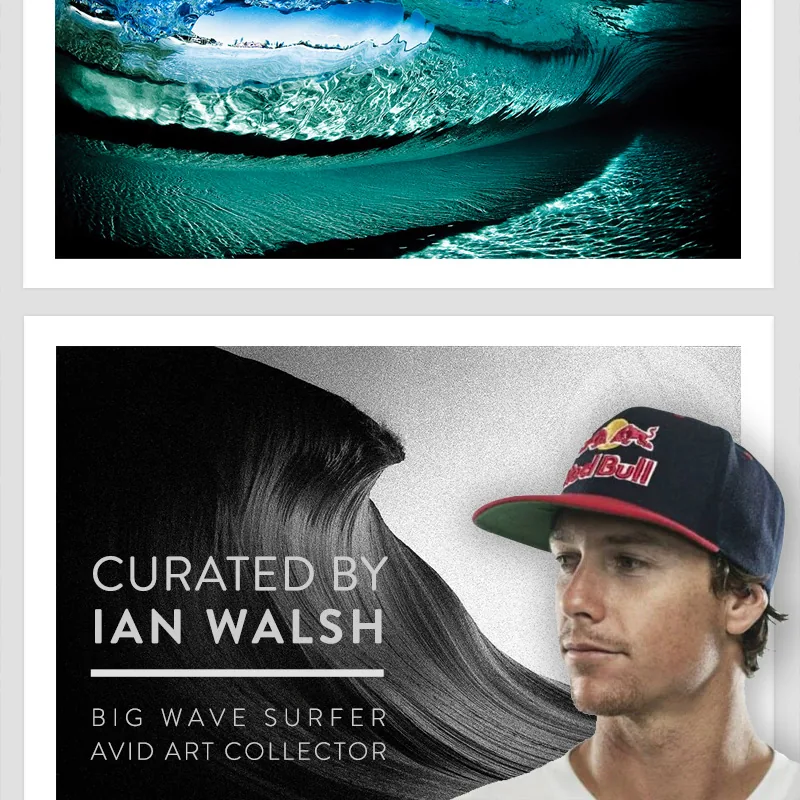 Red Bull
CURATED BY
IAN WALSH
BIG WAVE SURFER
AVID ART COLLECTOR